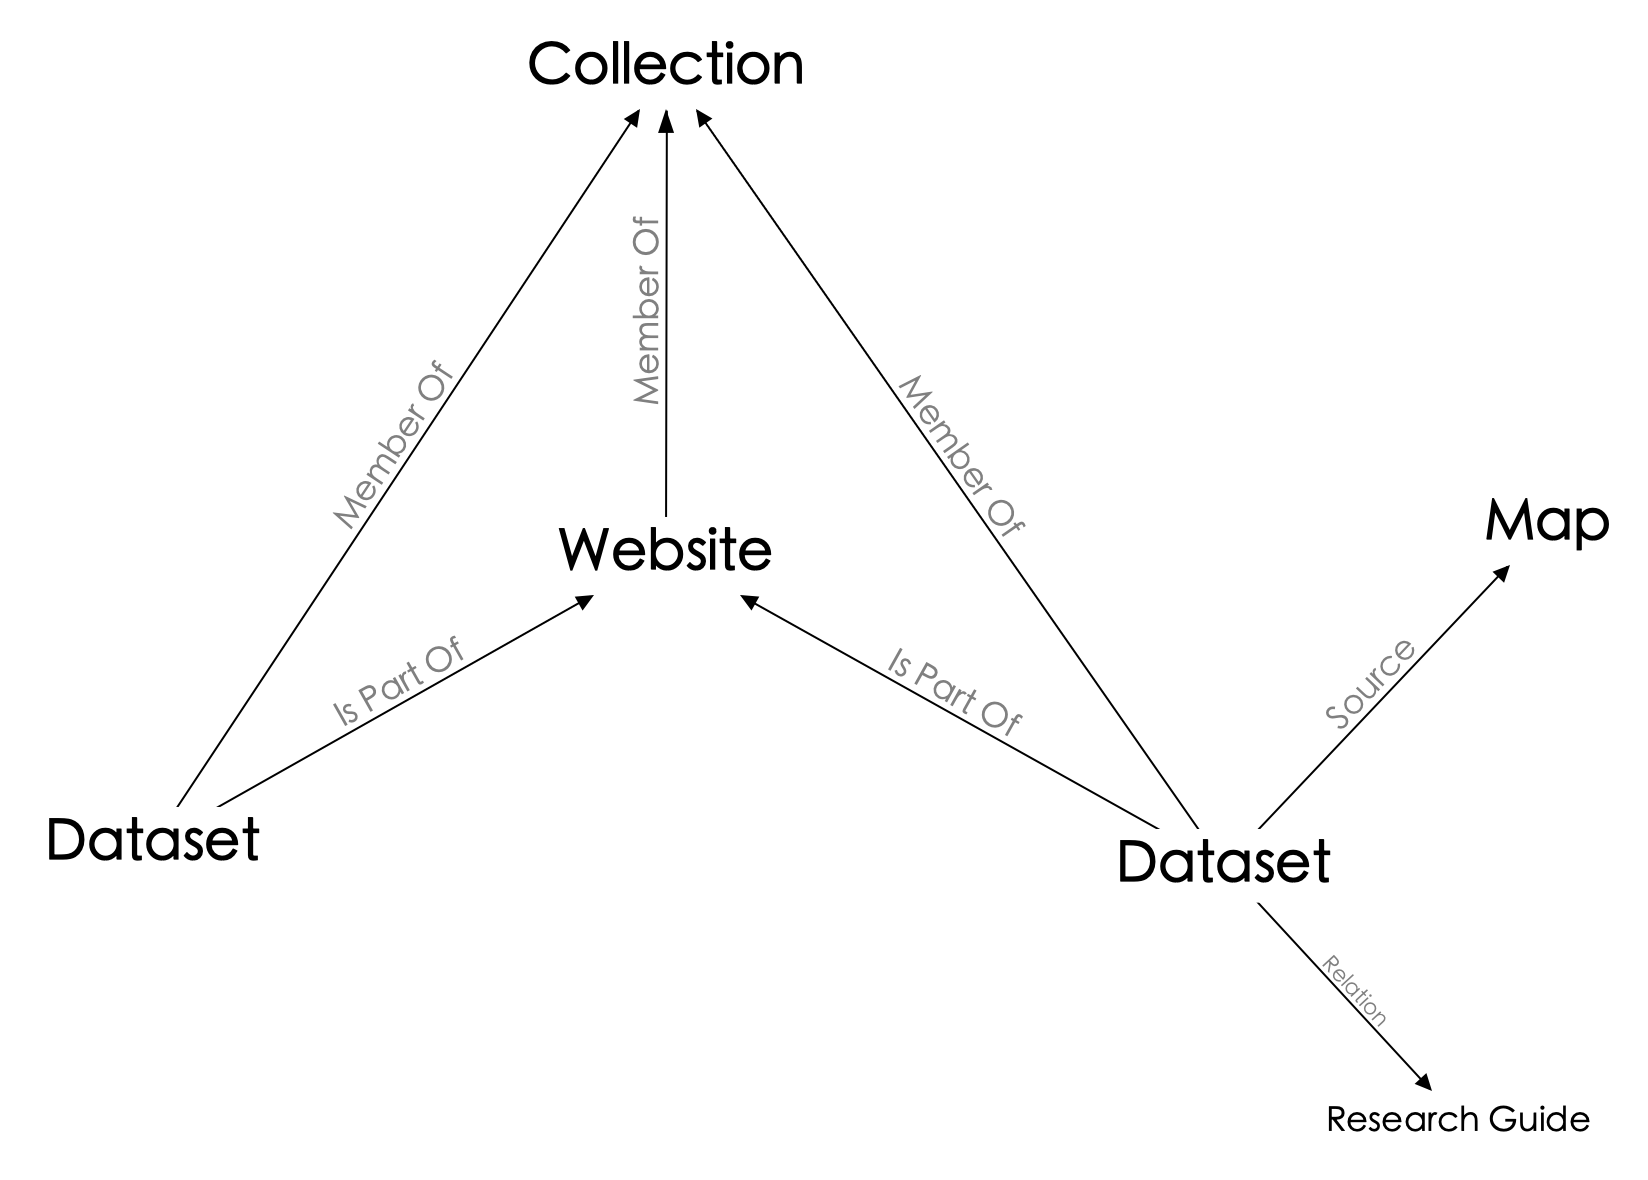 Collection
Member Of
Member Of
Member Of
Map
Website
Is Part Of
Is Part Of
Source
Dataset
Dataset
Relation
Research Guide